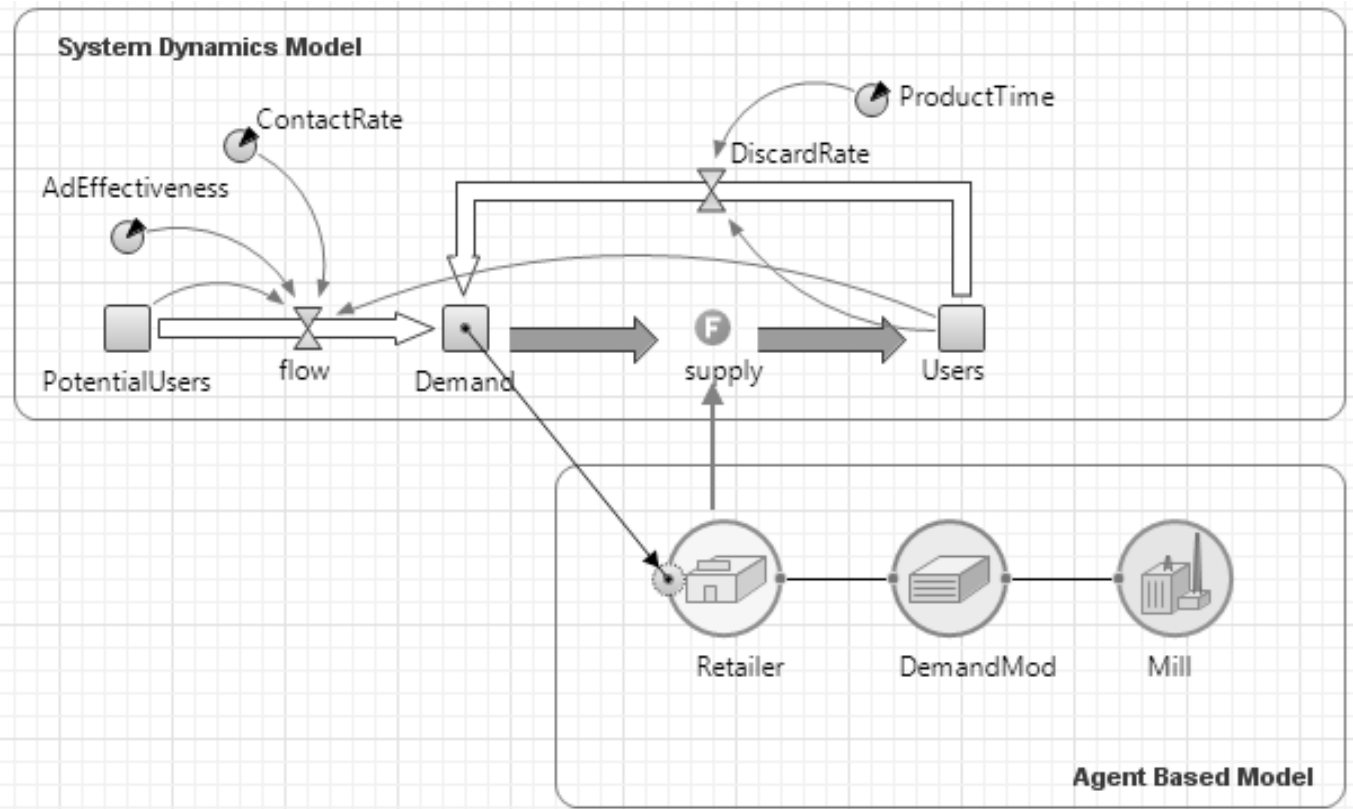 System Dynamics Model
ProductTime
ContactRate
DiscardRate
AdEffectiveness
F
PotentialUsers
flow
Demand
supply
Users
Retailer
DemandMod
Mill
Agent Based Model